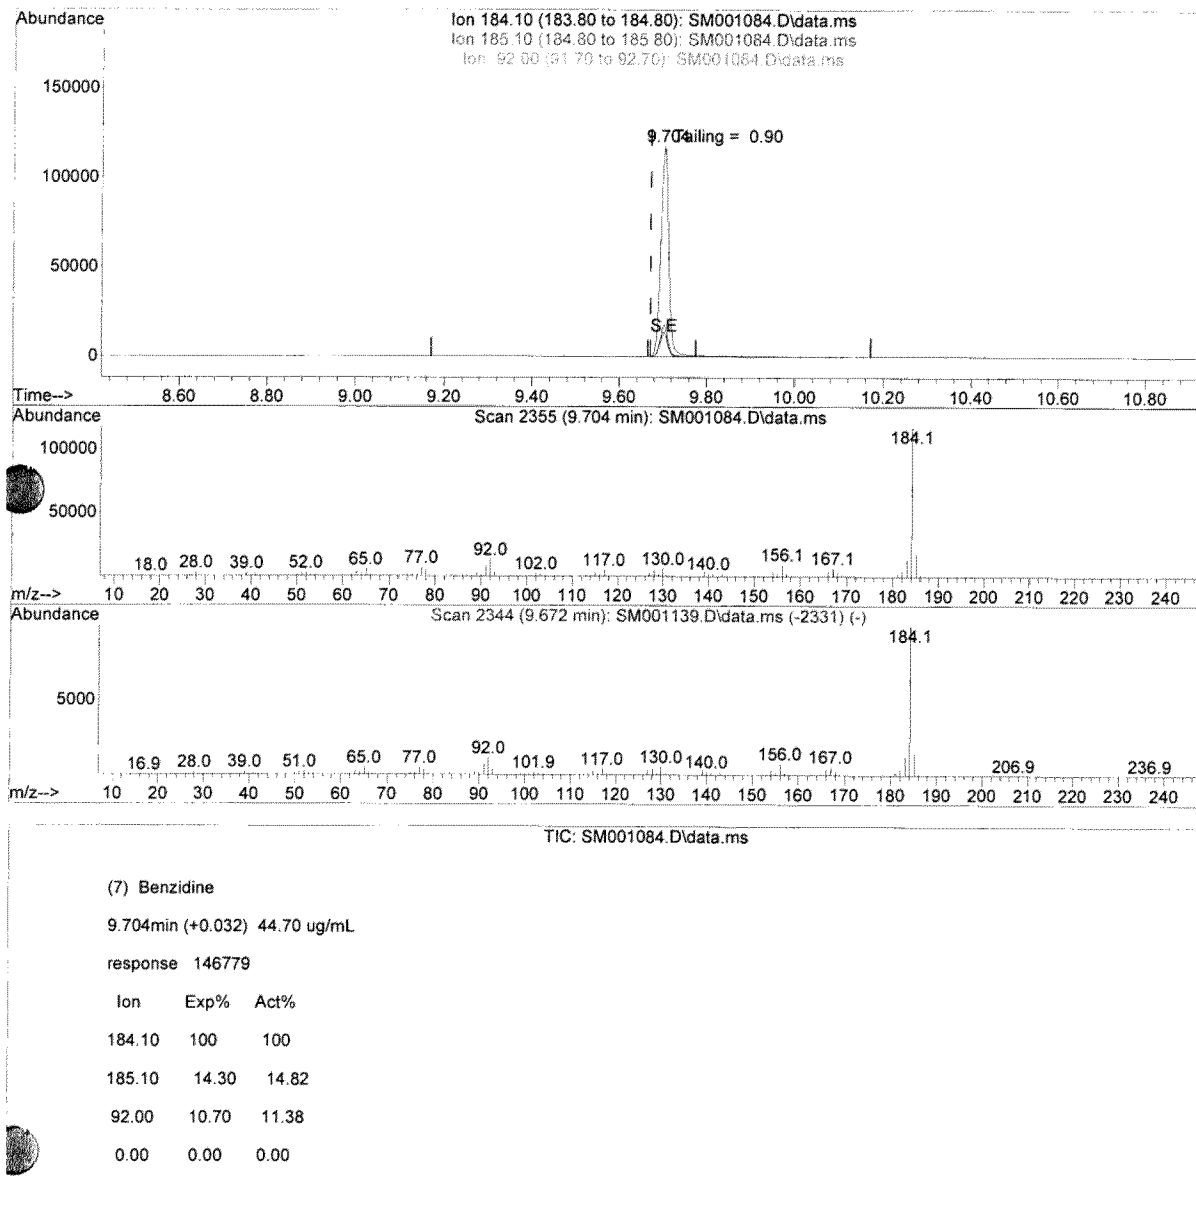 Abundance
Ion 184.10 (183.80 to 184.80): SM001084.D\data.ms
Ion 185.10 (184.80 to 185.80): SM001084.D\data.ms
Ion 92.00 (91.70 to 92.70): SM001084.D\data.ms
150000
9.704 Tailing = 0.90
100000
50000
S E
0
Time--> 8.60 8.80 9.00 9.20 9.40 9.60 9.80 10.00 10.20 10.40 10.60 10.80
Abundance
Scan 2355 (9.704 min): SM001084.D\data.ms
184.1
100000
50000
18.0 28.0 39.0 52.0 65.0 77.0 92.0 102.0 117.0 130.0 140.0 156.1 167.1
m/z--> 10 20 30 40 50 60 70 80 90 100 110 120 130 140 150 160 170 180 190 200 210 220 230 240
Abundance
Scan 2344 (9.672 min): SM001139.D\data.ms (-2331) (-)
184.1
5000
16.9 28.0 39.0 51.0 65.0 77.0 92.0 101.9 117.0 130.0 140.0 156.0 167.0 206.9 236.9
m/z--> 10 20 30 40 50 60 70 80 90 100 110 120 130 140 150 160 170 180 190 200 210 220 230 240
TIC: SM001084.D\data.ms
(7) Benzidine
9.704min (+0.032) 44.70 ug/mL
response 146779
Ion Exp% Act%
184.10 100 100
185.10 14.30 14.82
92.00 10.70 11.38
0.00 0.00 0.00